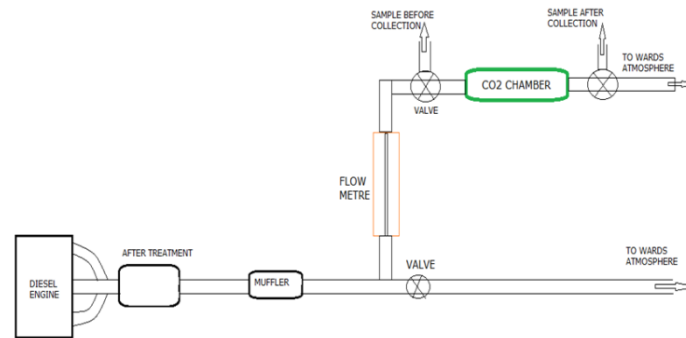 SAMPLE BEFORE
COLLECTION
SAMPLE AFTER
COLLECTION
TO WARDS
ATMOSPHERE
CO2 CHAMBER
VALVE
FLOW
METRE
AFTER TREATMENT
VALVE
TO WARDS
ATMOSPHERE
DIESEL
ENGINE
MUFFLER